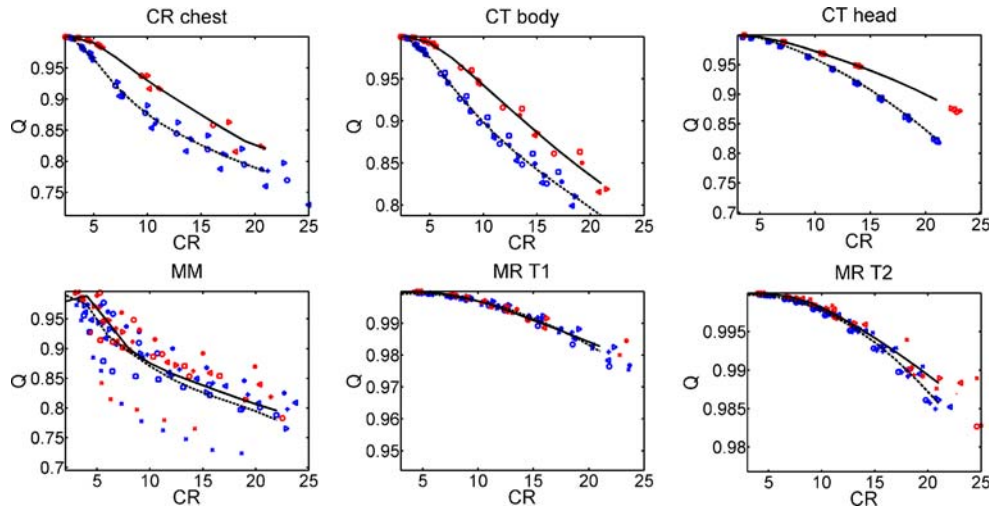 CR chest
CT body
CT head
0.95
0.9
0.85
0.8
0.75
Q
5 10 15 20 25
CR
0.95
0.9
0.85
0.8
Q
5 10 15 20 25
CR
0.95
0.9
0.85
0.8
0.75
0.7
Q
5 10 15 20 25
CR
MM
MR T1
MR T2
0.95
0.9
0.85
0.8
0.75
0.7
Q
5 10 15 20 25
CR
0.99
0.98
0.97
0.96
0.95
Q
5 10 15 20 25
CR
0.995
0.99
0.985
0.98
Q
5 10 15 20 25
CR